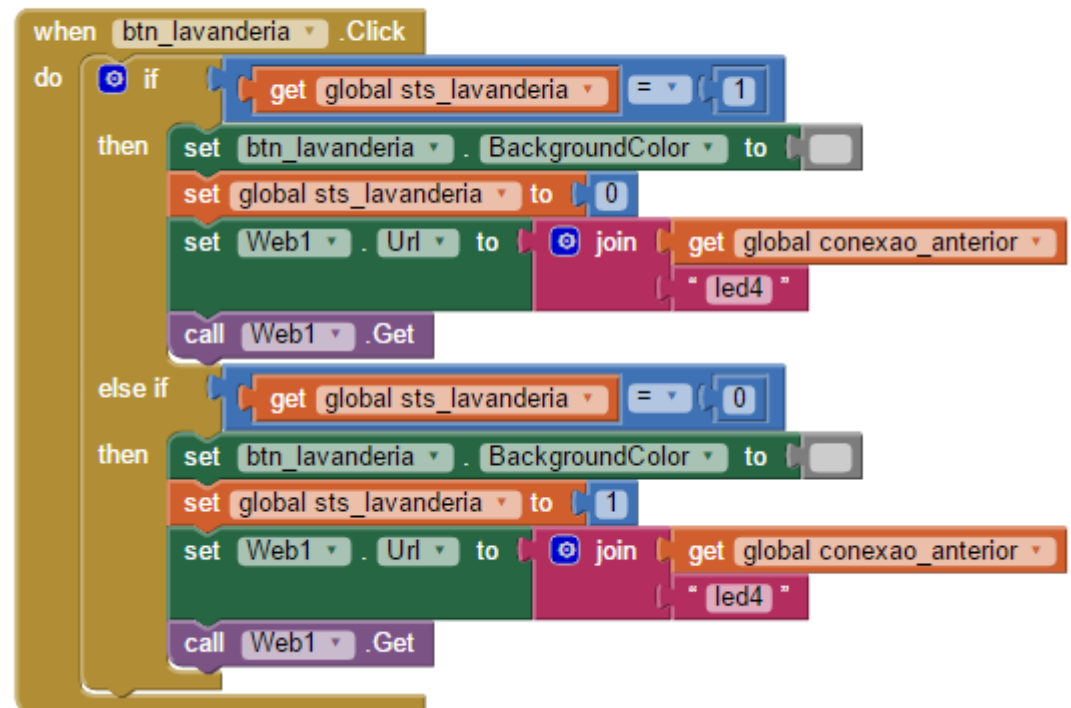 when btn_lavanderia .Click
do if get global sts_lavanderia = 1
then set btn_lavanderia . BackgroundColor to
set global sts_lavanderia to 0
set Web1 . Url to join get global conexao_anterior
" led4 "
call Web1 .Get
else if get global sts_lavanderia = 0
then set btn_lavanderia . BackgroundColor to
set global sts_lavanderia to 1
set Web1 . Url to join get global conexao_anterior
" led4 "
call Web1 .Get